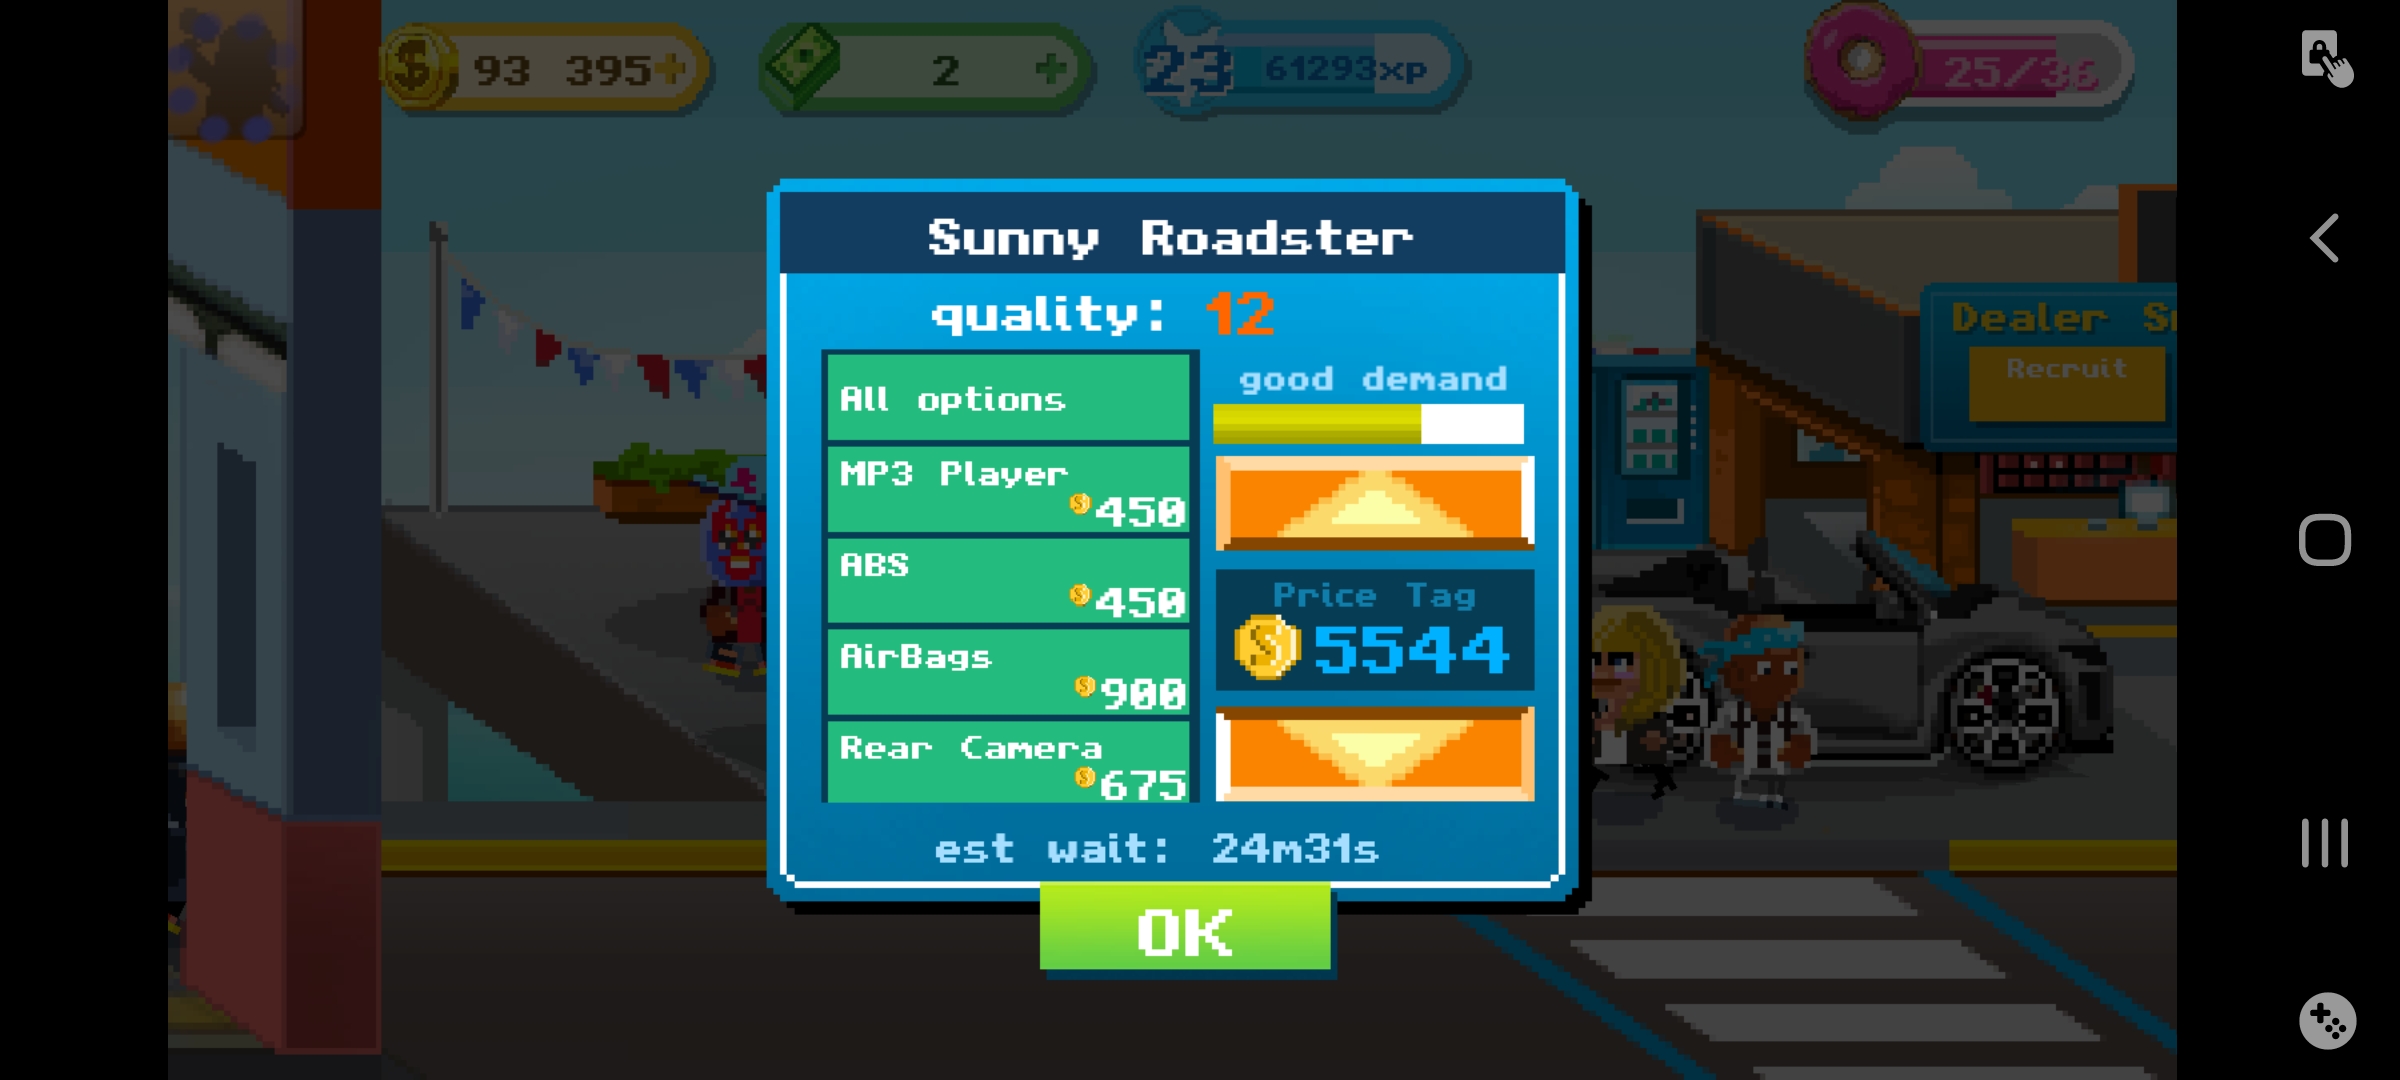 93 395+
2 +
23 61293xp
25/36
Sunny Roadster
quality: 12
All options
MP3 Player
450
ABS
450
AirBags
900
Rear Camera
675
good demand
Price Tag
5544
est wait: 24m31s
OK
Dealer
Recruit